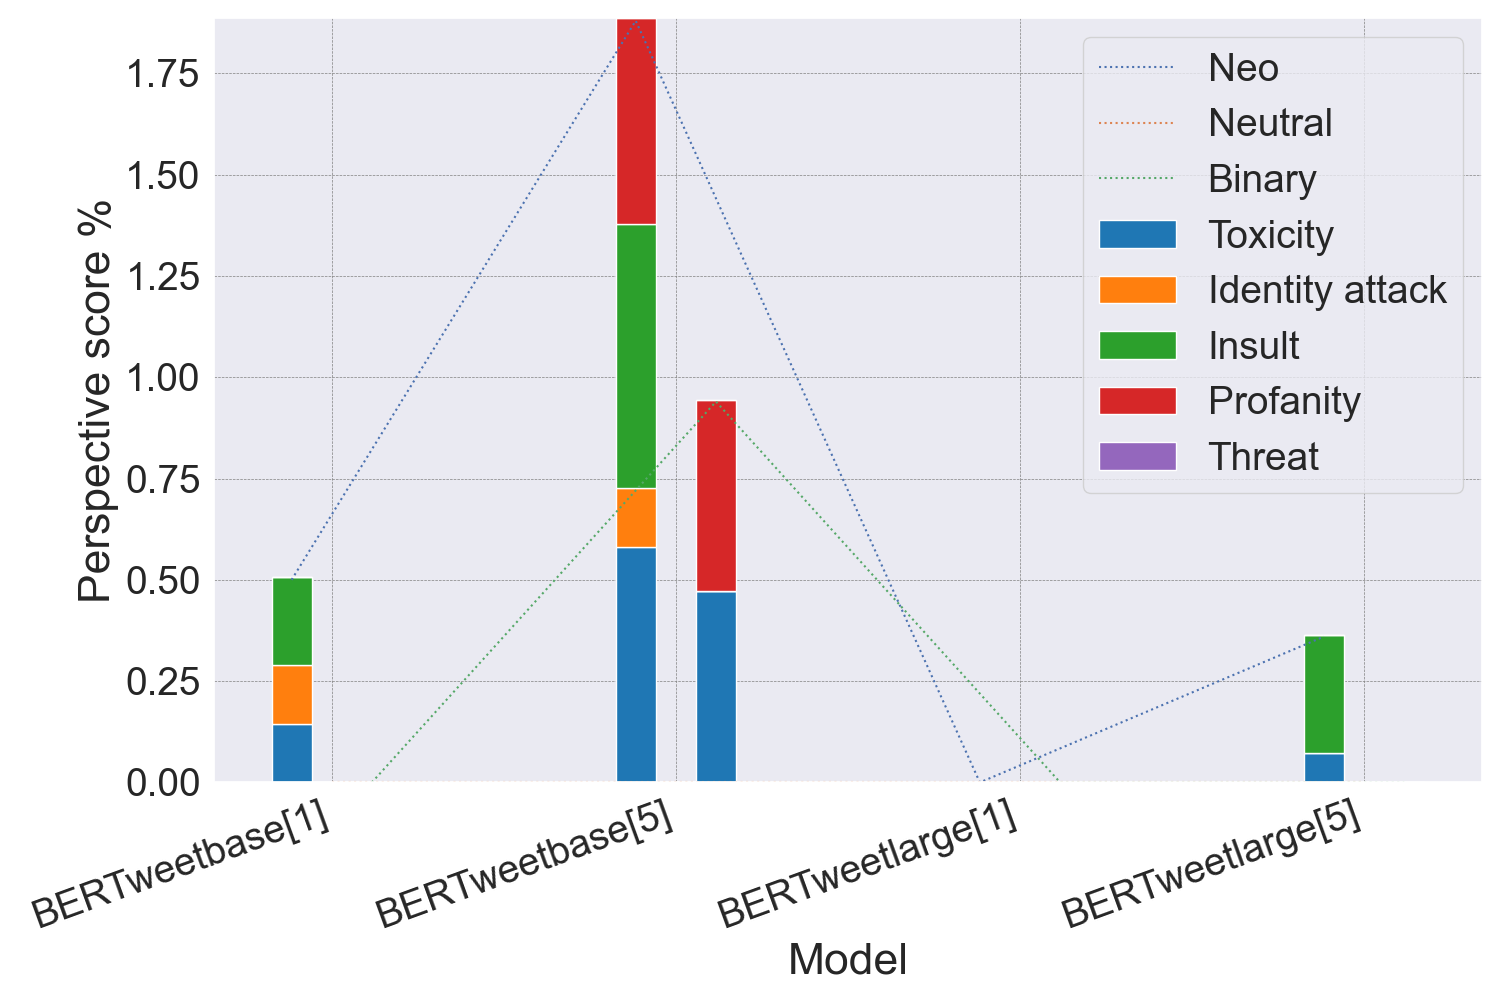 Perspective score %
1.75
1.50
1.25
1.00
0.75
0.50
0.25
0.00
Neo
Neutral
Binary
Toxicity
Identity attack
Insult
Profanity
Threat
BERTweetbase[1]
BERTweetbase[5]
BERTweetlarge[1]
BERTweetlarge[5]
Model